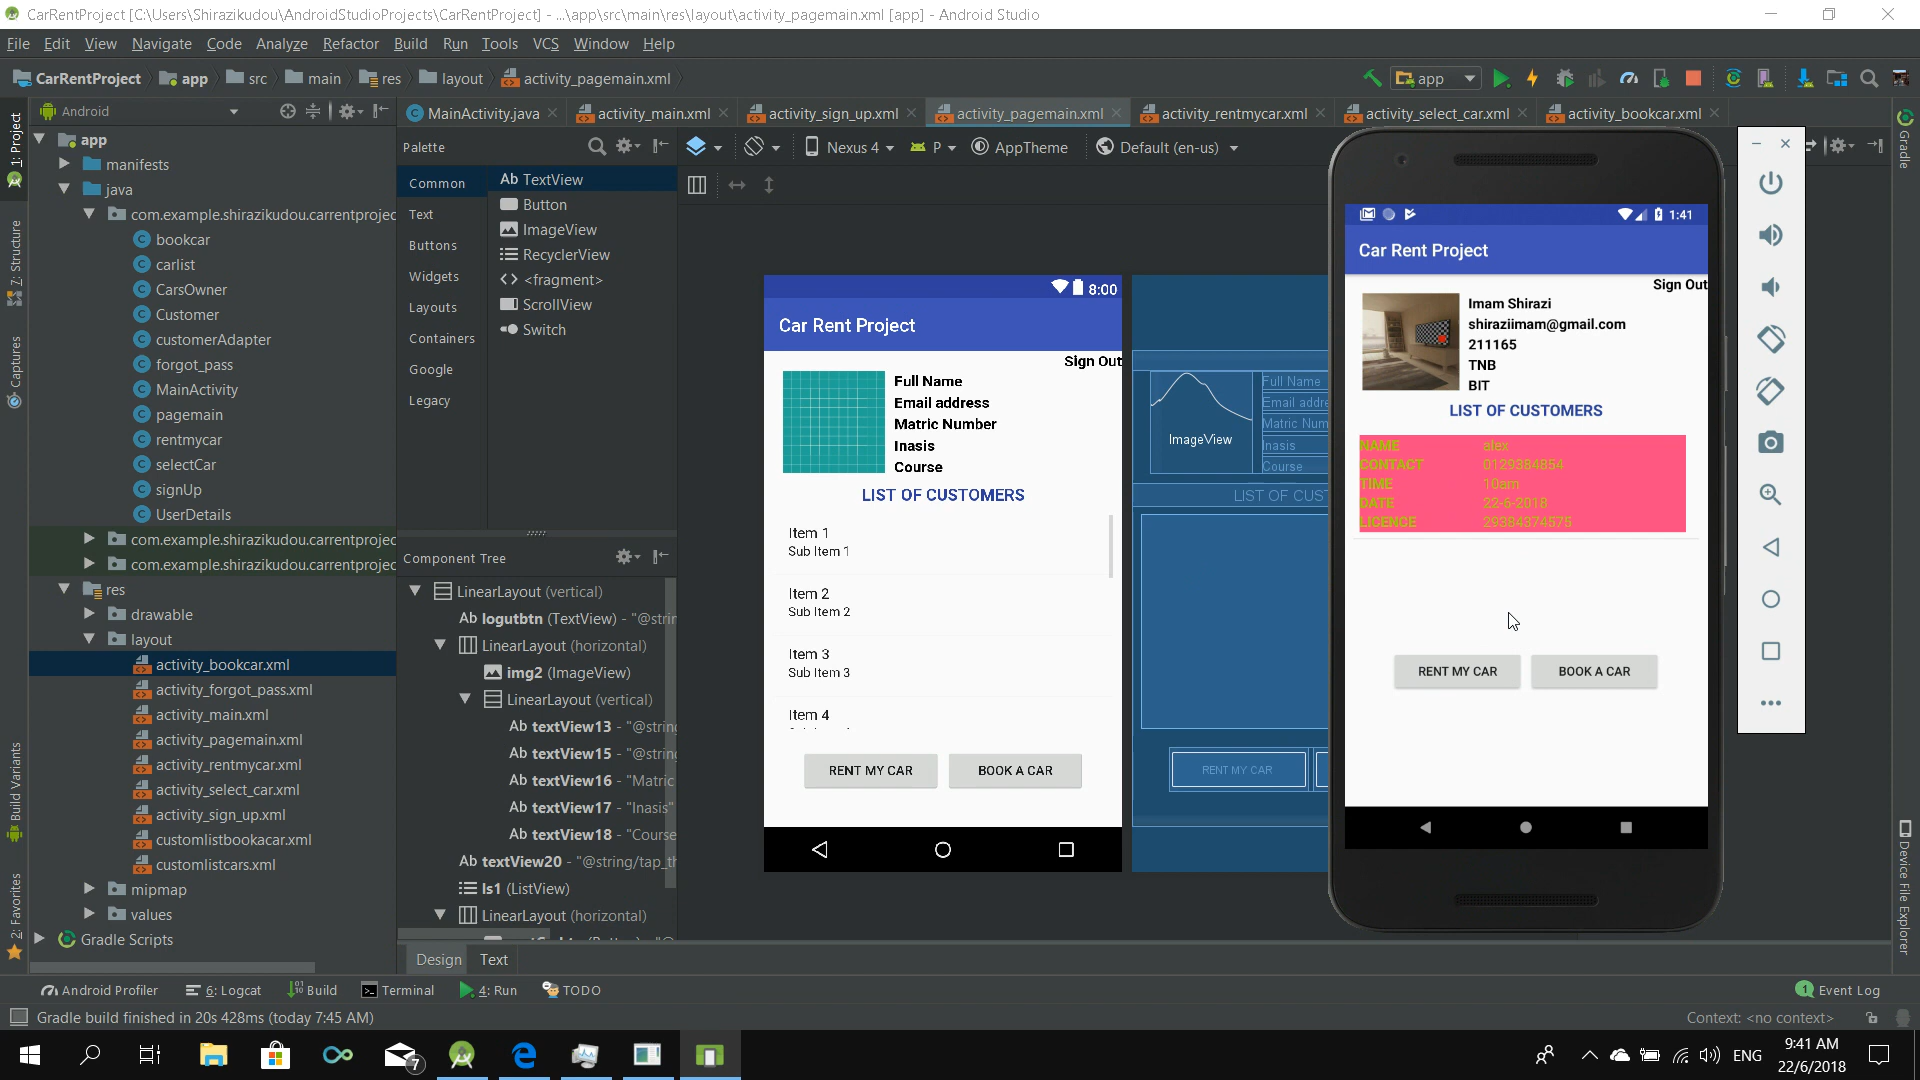 CarRentProject [C:\Users\Shirazikudou\AndroidStudioProjects\CarRentProject] - ...\app\src\main\res\layout\activity_pagemain.xml [app] - Android Studio
File Edit View Navigate Code Analyze Refactor Build Run Tools VCS Window Help
CarRentProject app src main res layout activity_pagemain.xml
app
Android
MainActivity.java activity_main.xml activity_sign_up.xml activity_pagemain.xml activity_rentmycar.xml activity_select_car.xml activity_bookcar.xml
1: Project
7: Structure
Captures
Build Variants
2: Favorites
app
manifests
java
com.example.shirazikudou.carrentprojec
bookcar
carlist
CarsOwner
Customer
customerAdapter
forgot_pass
MainActivity
pagemain
rentmycar
selectCar
signUp
UserDetails
com.example.shirazikudou.carrentprojec
com.example.shirazikudou.carrentprojec
res
drawable
layout
activity_bookcar.xml
activity_forgot_pass.xml
activity_main.xml
activity_pagemain.xml
activity_rentmycar.xml
activity_select_car.xml
activity_sign_up.xml
customlistbookacar.xml
customlistcars.xml
mipmap
values
Gradle Scripts
Palette
Common
Text
Buttons
Widgets
Layouts
Containers
Google
Legacy
Ab TextView
Button
ImageView
RecyclerView
<> <fragment>
ScrollView
Switch
Component Tree
LinearLayout (vertical)
Ab logutbtn (TextView) - "@strin
LinearLayout (horizontal)
img2 (ImageView)
LinearLayout (vertical)
Ab textView13 - "@string
Ab textView15 - "@string
Ab textView16 - "Matric
Ab textView17 - "Inasis"
Ab textView18 - "Course
Ab textView20 - "@string/tap_th
ls1 (ListView)
LinearLayout (horizontal)
Design Text
Nexus 4 P AppTheme Default (en-us)
8:00
Car Rent Project
Sign Out
Full Name
Email address
Matric Number
Inasis
Course
LIST OF CUSTOMERS
Item 1
Sub Item 1
Item 2
Sub Item 2
Item 3
Sub Item 3
Item 4
RENT MY CAR BOOK A CAR
ImageView
Full Name
Email addre
Matric Num
Inasis
Course
LIST OF CUST
RENT MY CAR
1:41
Car Rent Project
Sign Out
Imam Shirazi
shiraziimam@gmail.com
211165
TNB
BIT
LIST OF CUSTOMERS
NAME alex
CONTACT 0129384854
TIME 10am
DATE 22-6-2018
LICENCE 29384374575
RENT MY CAR BOOK A CAR
Gradle
Device File Explorer
Android Profiler 6: Logcat Build Terminal 4: Run TODO
1 Event Log
Gradle build finished in 20s 428ms (today 7:45 AM)
Context: <no context>
7
ENG
9:41 AM
22/6/2018